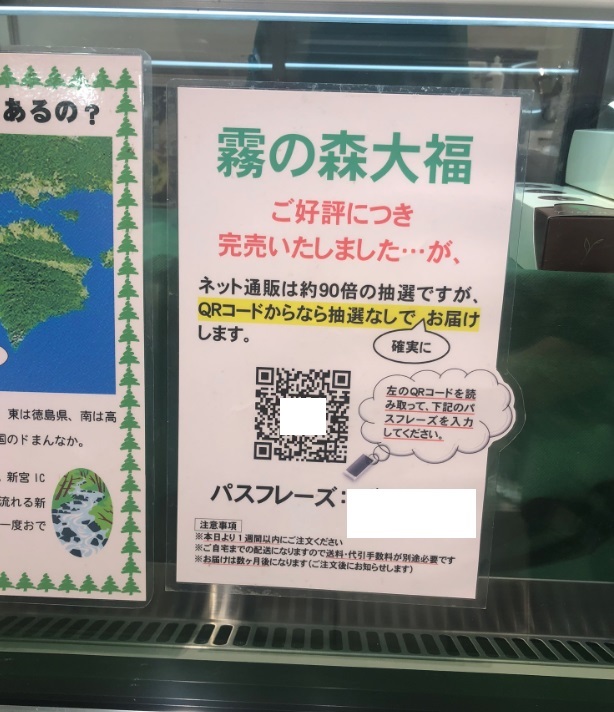 あるの？
東は徳島県、南は高
国のドまんなか。
新宮IC
流れる新
一度おで
霧の森大福
ご好評につき
完売いたしました…が、
ネット通販は約90倍の抽選ですが、
QRコードからなら抽選なしで お届け
します。
確実に
左のQRコードを読
み取って、下記のパ
スフレーズを入力
してください。
パスフレーズ：
注意事項
※本日より1週間以内にご注文ください
※ご自宅までの配送になりますので送料・代引手数料が別途必要です
※お届けは数ヶ月後になります(ご注文後にお知らせします)